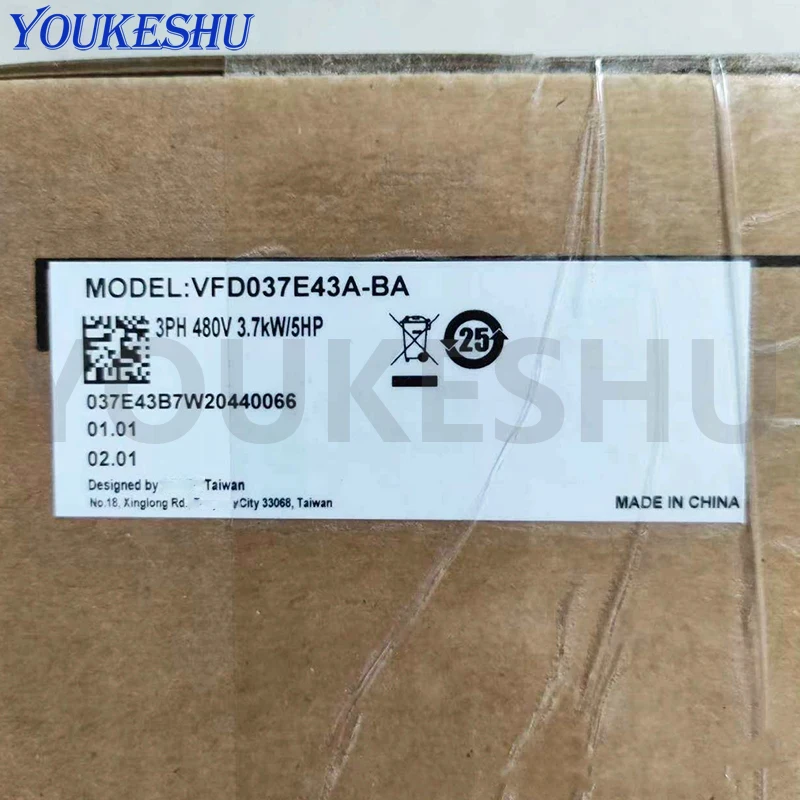 YOUKESHU
MODEL:VFD037E43A-BA
3PH 480V 3.7kW/5HP
25
037E43B7W20440066
01.01
02.01
Designed by Taiwan
No.18, Xinglong Rd. City 33068, Taiwan
MADE IN CHINA
YOUKESHU